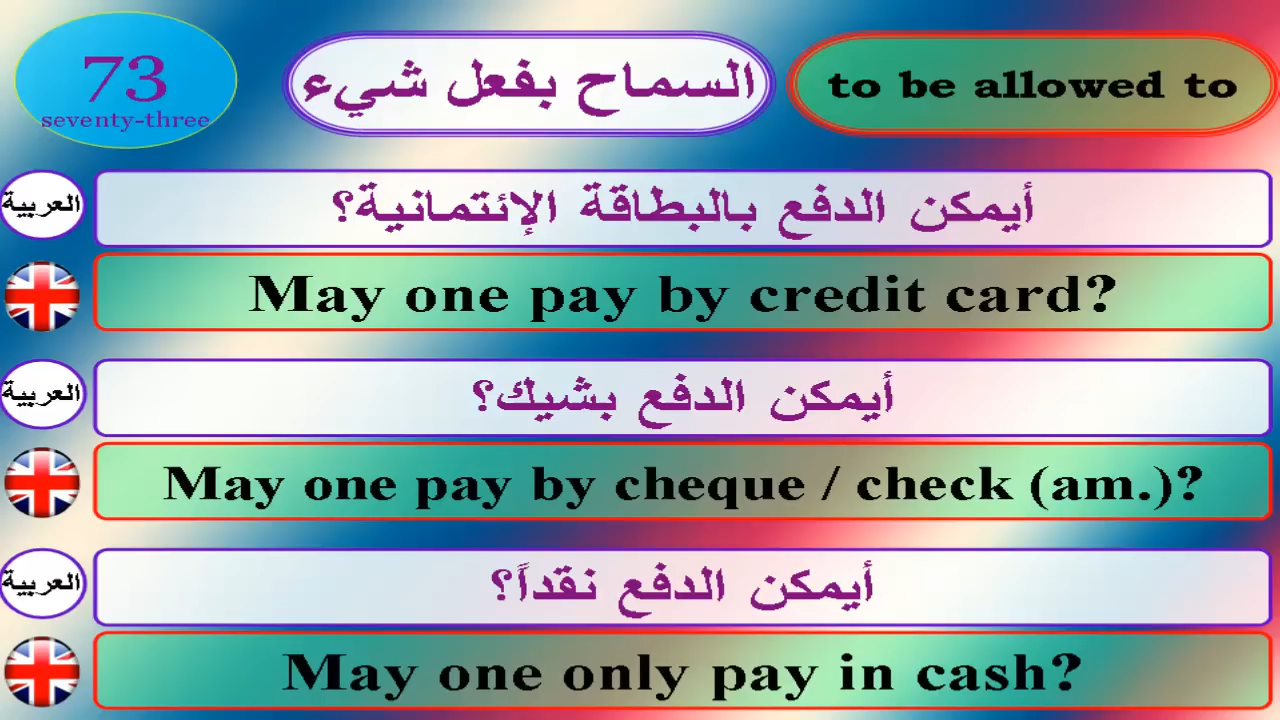 73
seventy-three
السماح بفعل شيء
to be allowed to
العربية
أيمكن الدفع بالبطاقة الإئتمانية؟
May one pay by credit card?
العربية
أيمكن الدفع بشيك؟
May one pay by cheque / check (am.)?
العربية
أيمكن الدفع نقداً؟
May one only pay in cash?